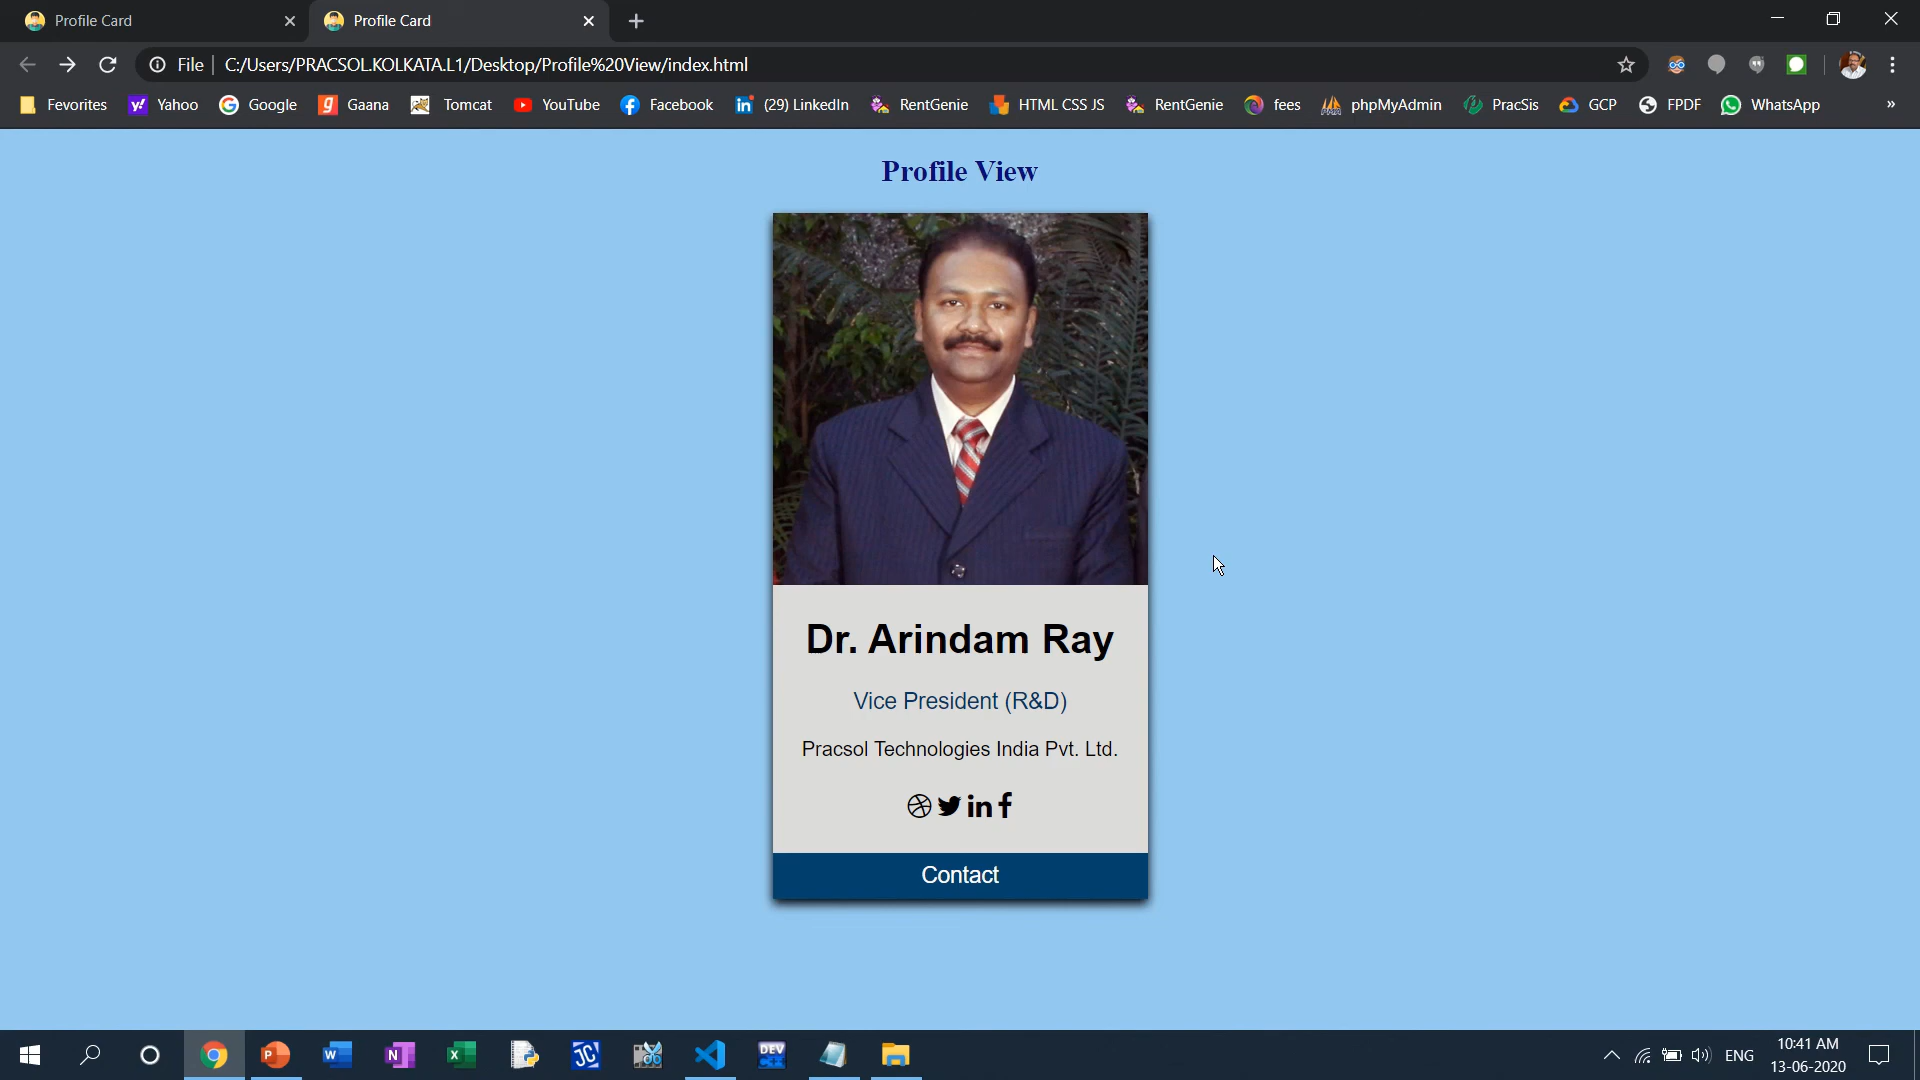 Profile Card
Profile Card
File C:/Users/PRACSOL.KOLKATA.L1/Desktop/Profile%20View/index.html
Fevorites Yahoo Google Gaana Tomcat YouTube Facebook (29) LinkedIn RentGenie HTML CSS JS RentGenie fees phpMyAdmin PracSis GCP FPDF WhatsApp »
Profile View
Dr. Arindam Ray
Vice President (R&D)
Pracsol Technologies India Pvt. Ltd.
Contact
ENG
10:41 AM
13-06-2020